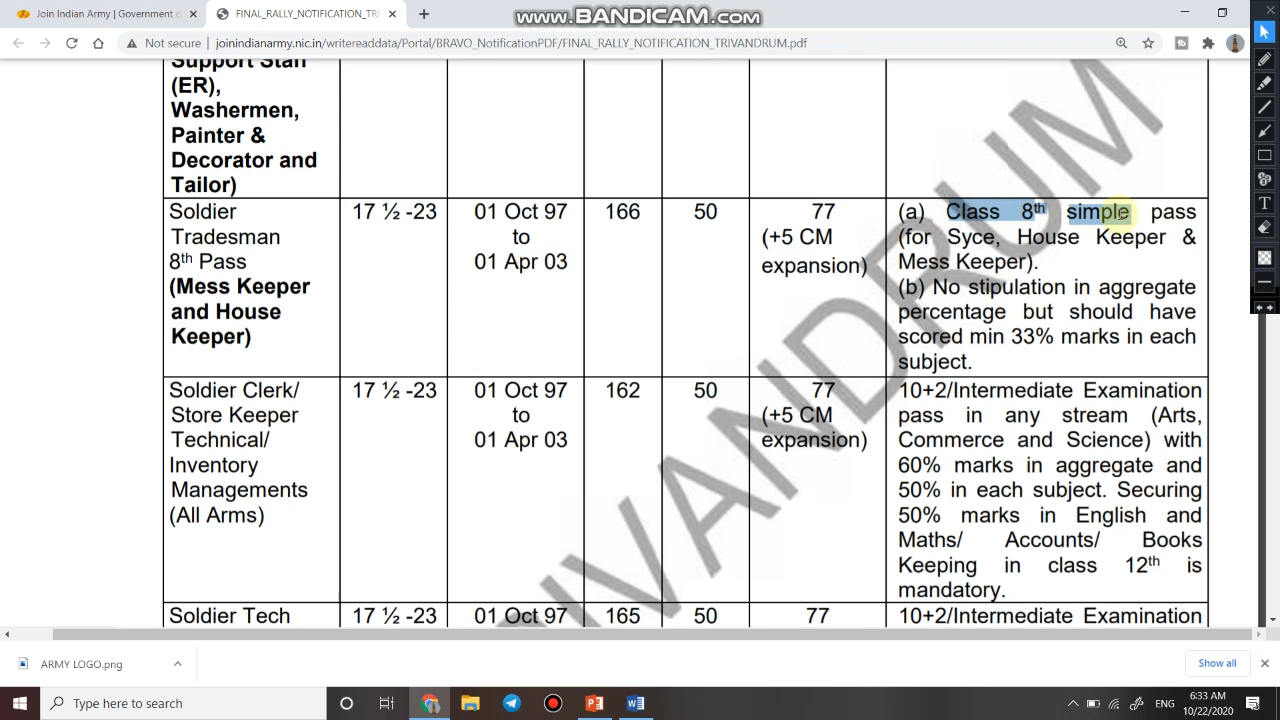 Join Indian Army | Government o
FINAL_RALLY_NOTIFICATION_TRI
www.BANDICAM.com
Not secure | joinindianarmy.nic.in/writereaddata/Portal/BRAVO_NotificationPDF/FINAL_RALLY_NOTIFICATION_TRIVANDRUM.pdf
Support Staff
(ER),
Washermen,
Painter &
Decorator and
Tailor)
Soldier
Tradesman
8th Pass
(Mess Keeper
and House
Keeper)
17 ½ -23
01 Oct 97
to
01 Apr 03
166
50
77
(+5 CM
expansion)
(a) Class 8th simple pass
(for Syce, House Keeper &
Mess Keeper).
(b) No stipulation in aggregate
percentage but should have
scored min 33% marks in each
subject.
Soldier Clerk/
Store Keeper
Technical/
Inventory
Managements
(All Arms)
17 ½ -23
01 Oct 97
to
01 Apr 03
162
50
77
(+5 CM
expansion)
10+2/Intermediate Examination
pass in any stream (Arts,
Commerce and Science) with
60% marks in aggregate and
50% in each subject. Securing
50% marks in English and
Maths/ Accounts/ Books
Keeping in class 12th is
mandatory.
Soldier Tech
17 ½ -23
01 Oct 97
165
50
77
10+2/Intermediate Examination
TRIVANDRUM
ARMY LOGO.png
Show all
Type here to search
ENG
6:33 AM
10/22/2020